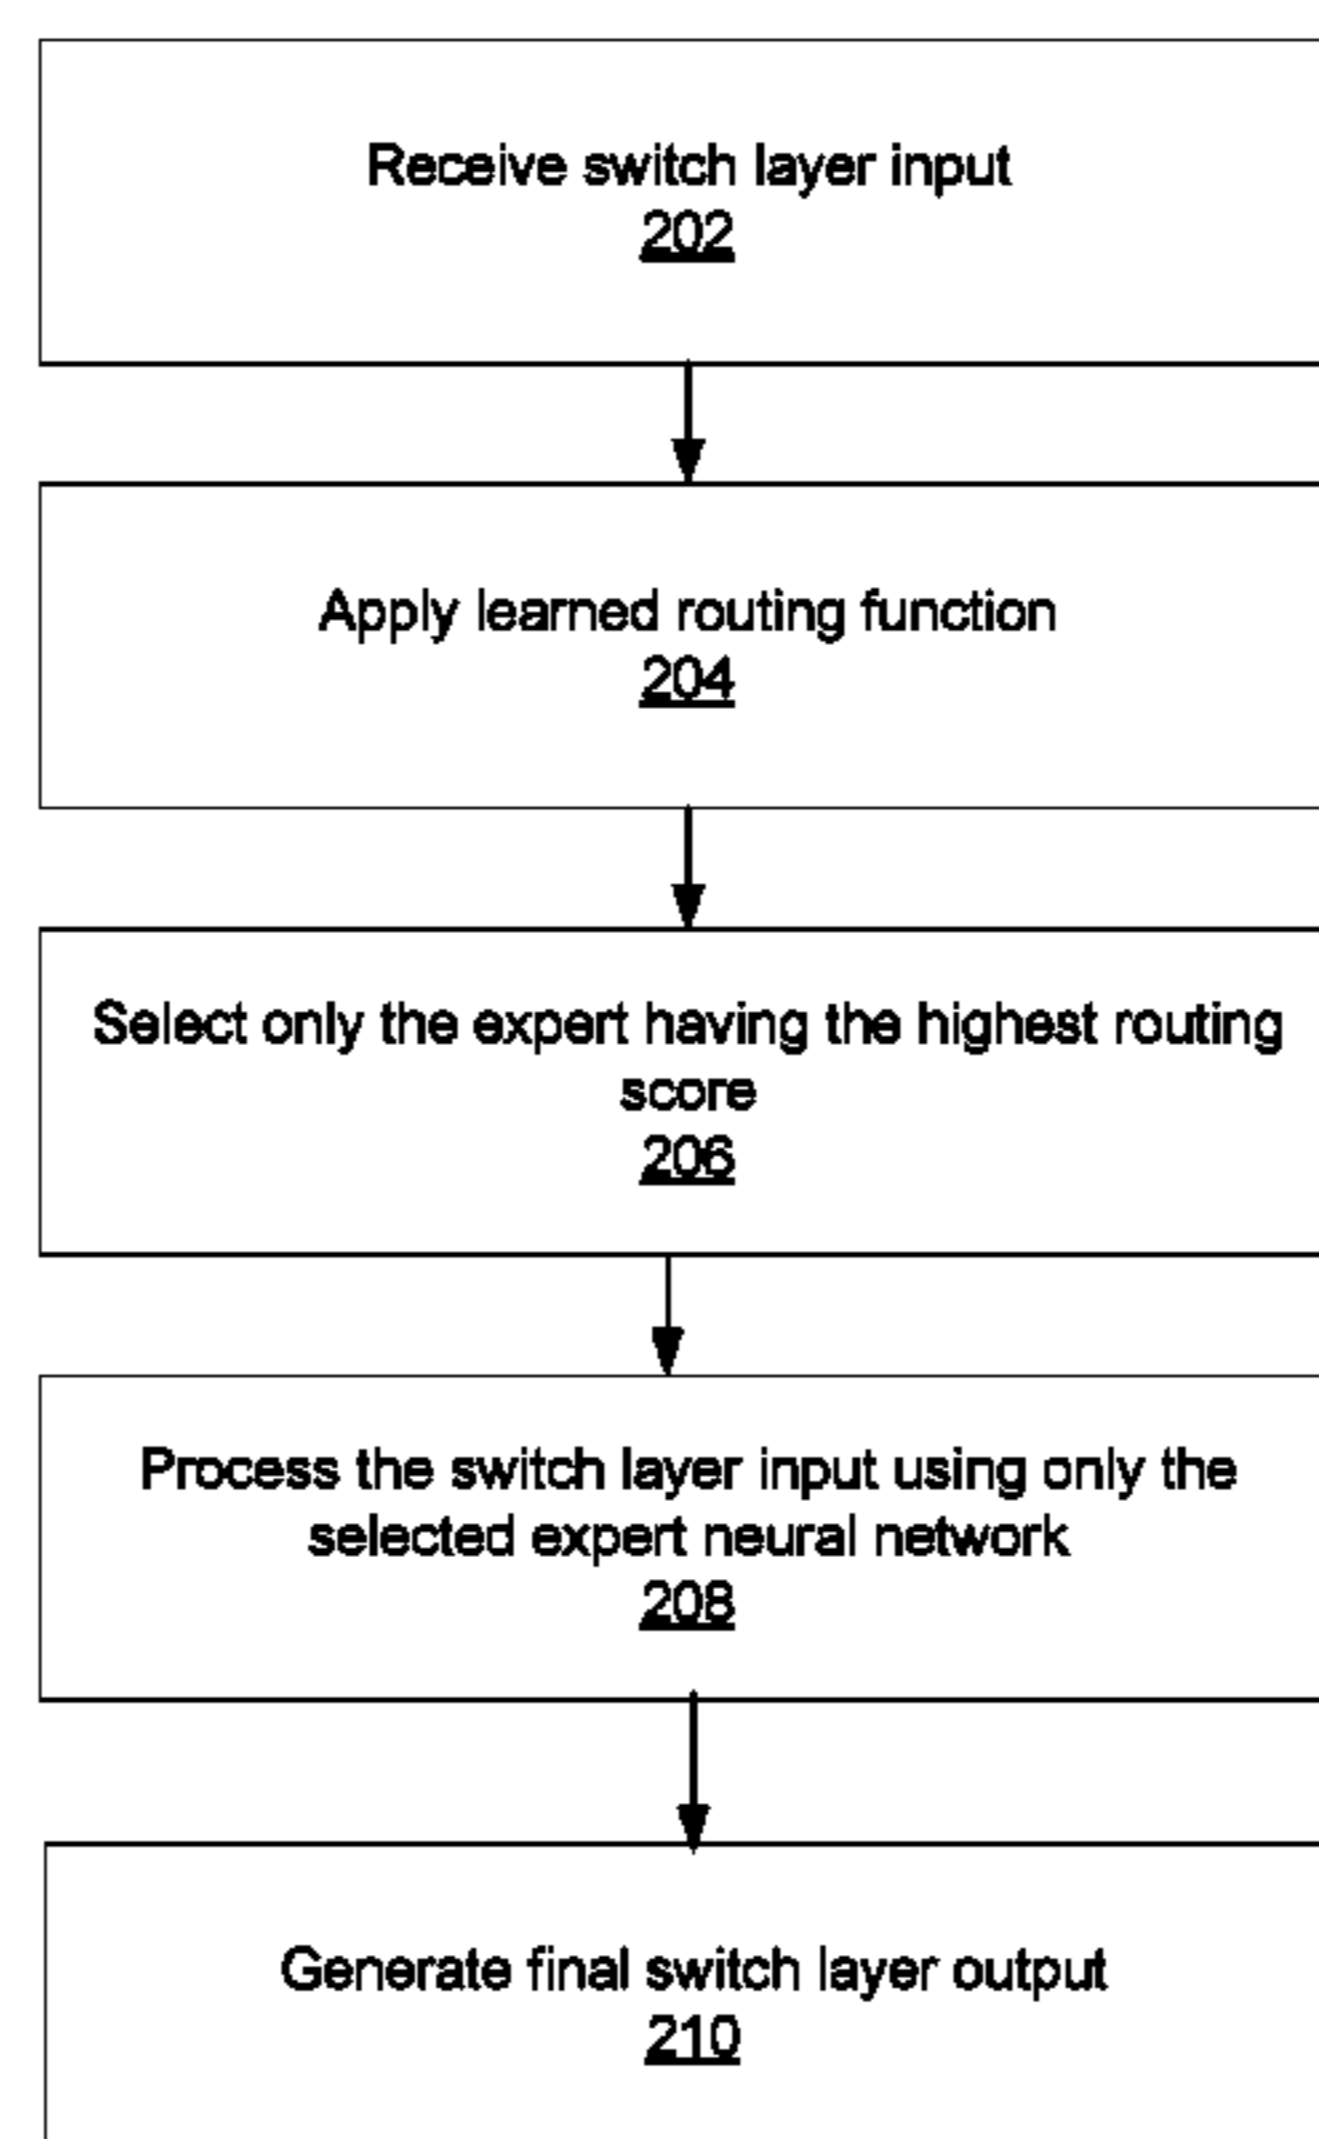 Receive switch layer input
202
Apply learned routing function
204
Select only the expert having the highest routing
score
206
Process the switch layer input using only the
selected expert neural network
208
Generate final switch layer output
210